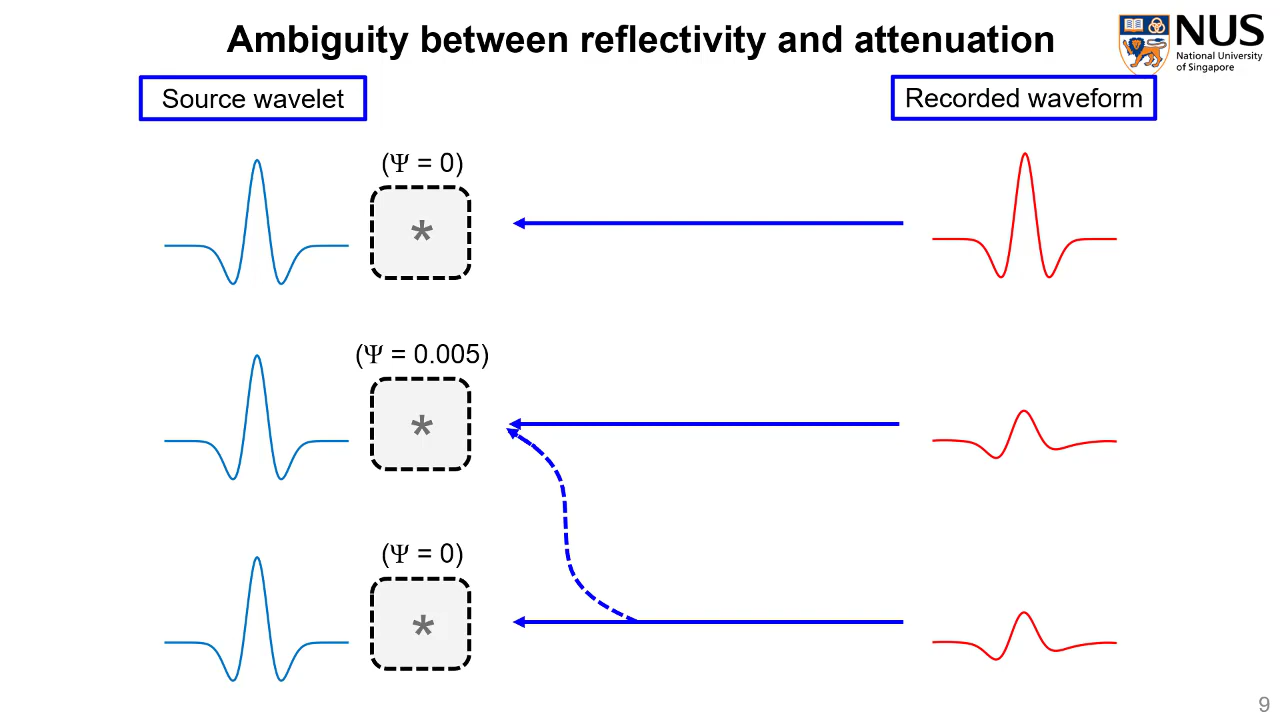 Ambiguity between reflectivity and attenuation
NUS
National University
of Singapore
Source wavelet
Recorded waveform
(Ψ = 0)
*
(Ψ = 0.005)
*
(Ψ = 0)
*
9